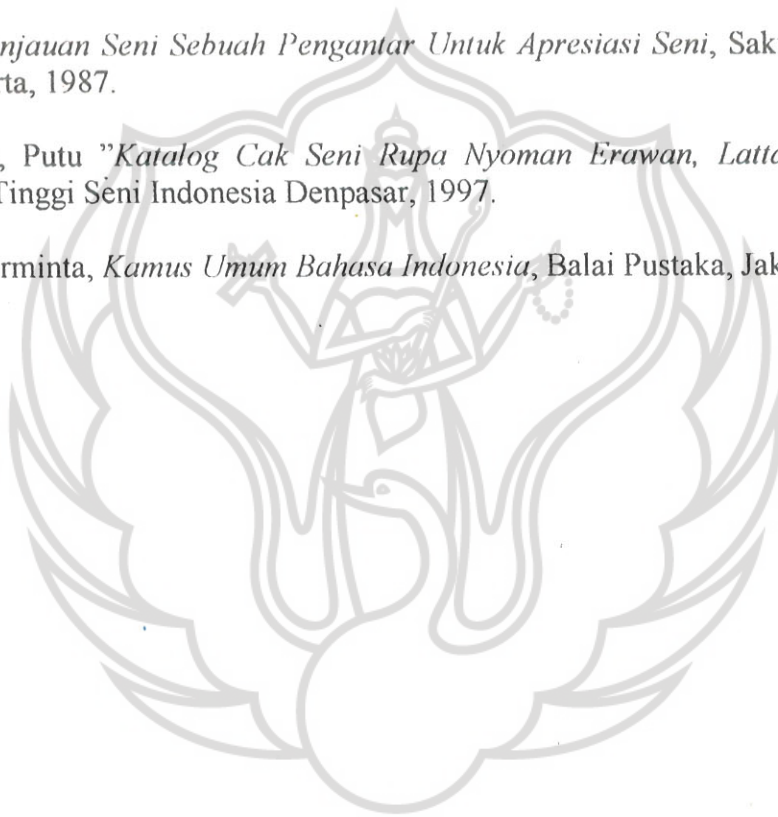 njauan Seni Sebuah Pengantar Untuk Apresiasi Seni, Sak
rta, 1987.
, Putu ”Katalog Cak Seni Rupa Nyoman Erawan, Latta
Tinggi Seni Indonesia Denpasar, 1997.
rminta, Kamus Umum Bahasa Indonesia, Balai Pustaka, Jak